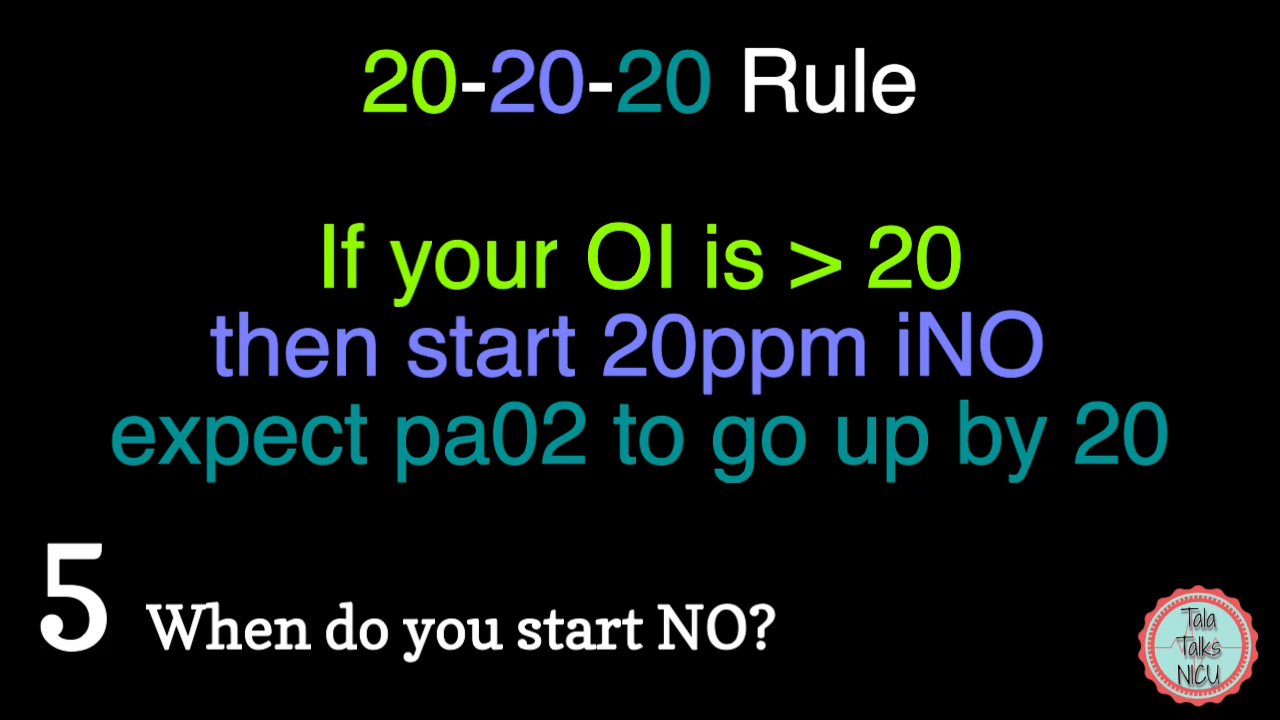 20-20-20 Rule
If your OI is > 20
then start 20ppm iNO
expect pa02 to go up by 20
5 When do you start NO?
Tala
Talks
NICU